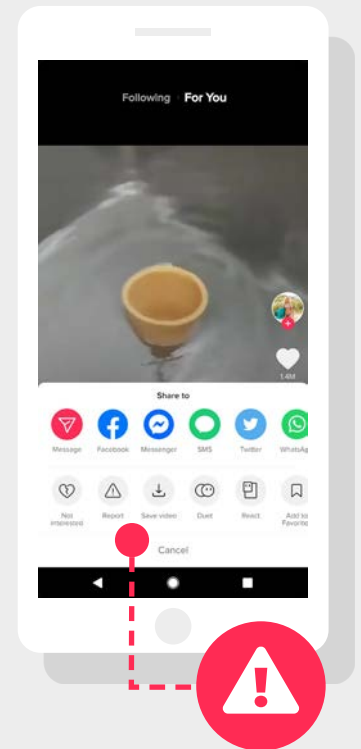 Following For You
1.4M
Share to
Message Facebook Messenger SMS Twitter WhatsAp
Not interested Report Save video Duet React Add to Favorites
Cancel